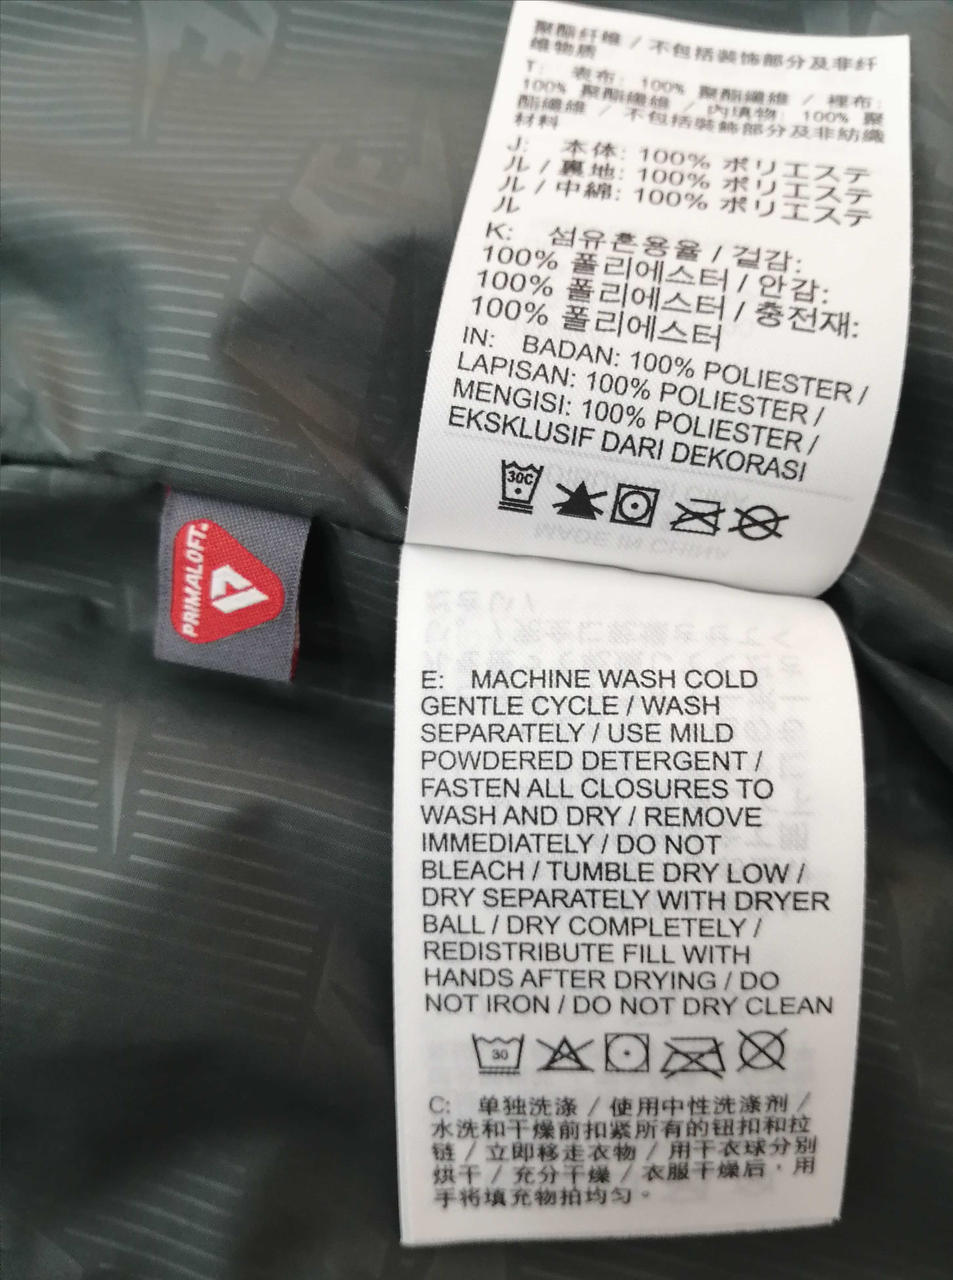 聚酯纤维 / 不包括装饰部分及非纤
维物质
T: 表布: 100% 聚酯纖維 / 裡布:
100% 聚酯纖維 / 內填物: 100% 聚
酯纖維 / 不包括裝飾部分及非紡織
材料
J: 本体: 100% ポリエステ
ル / 裏地: 100% ポリエステ
ル / 中綿: 100% ポリエステ
ル
K: 섬유혼용율 / 겉감:
100% 폴리에스터 / 안감:
100% 폴리에스터 / 충전재:
100% 폴리에스터
IN: BADAN: 100% POLIESTER /
LAPISAN: 100% POLIESTER /
MENGISI: 100% POLIESTER /
EKSKLUSIF DARI DEKORASI
30C
MADE IN CHINA
PRIMALOFT
E: MACHINE WASH COLD
GENTLE CYCLE / WASH
SEPARATELY / USE MILD
POWDERED DETERGENT /
FASTEN ALL CLOSURES TO
WASH AND DRY / REMOVE
IMMEDIATELY / DO NOT
BLEACH / TUMBLE DRY LOW /
DRY SEPARATELY WITH DRYER
BALL / DRY COMPLETELY /
REDISTRIBUTE FILL WITH
HANDS AFTER DRYING / DO
NOT IRON / DO NOT DRY CLEAN
30
C: 单独洗涤 / 使用中性洗涤剂 /
水洗和干燥前扣紧所有的钮扣和拉
链 / 立即移走衣物 / 用干衣球分别
烘干 / 充分干燥 / 衣服干燥后，用
手将填充物拍均匀。